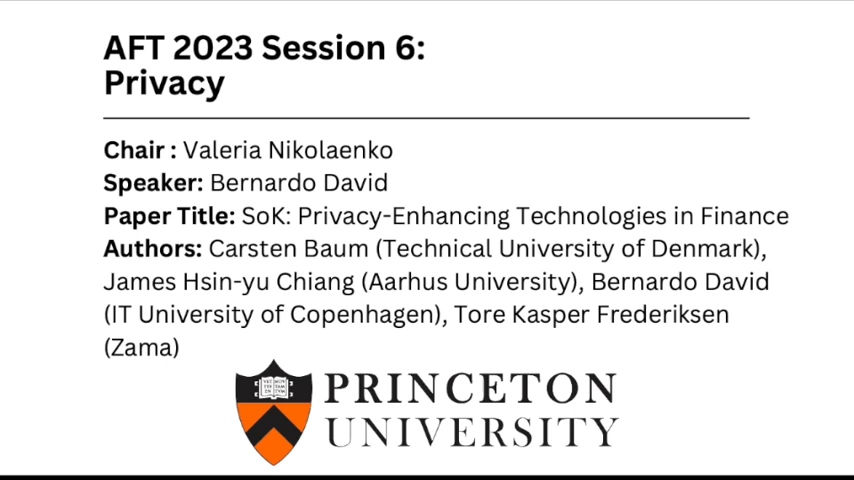 AFT 2023 Session 6:
Privacy
Chair : Valeria Nikolaenko
Speaker: Bernardo David
Paper Title: SoK: Privacy-Enhancing Technologies in Finance
Authors: Carsten Baum (Technical University of Denmark),
James Hsin-yu Chiang (Aarhus University), Bernardo David
(IT University of Copenhagen), Tore Kasper Frederiksen
(Zama)
PRINCETON
UNIVERSITY